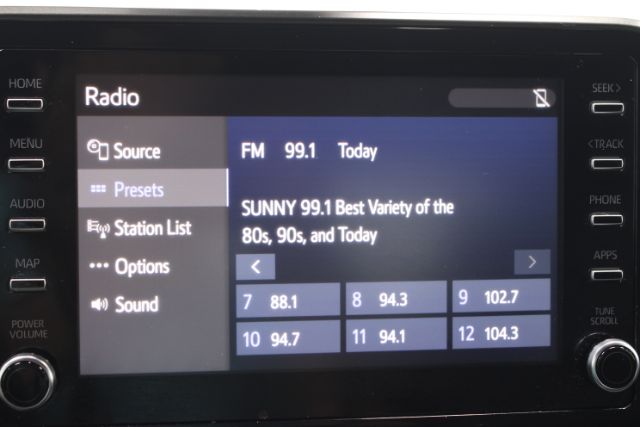 HOME
MENU
AUDIO
MAP
POWER
VOLUME
Radio
Source
Presets
Station List
Options
Sound
FM 99.1 Today
SUNNY 99.1 Best Variety of the
80s, 90s, and Today
< >
7 88.1 8 94.3 9 102.7
10 94.7 11 94.1 12 104.3
SEEK >
< TRACK
PHONE
APPS
TUNE
SCROLL